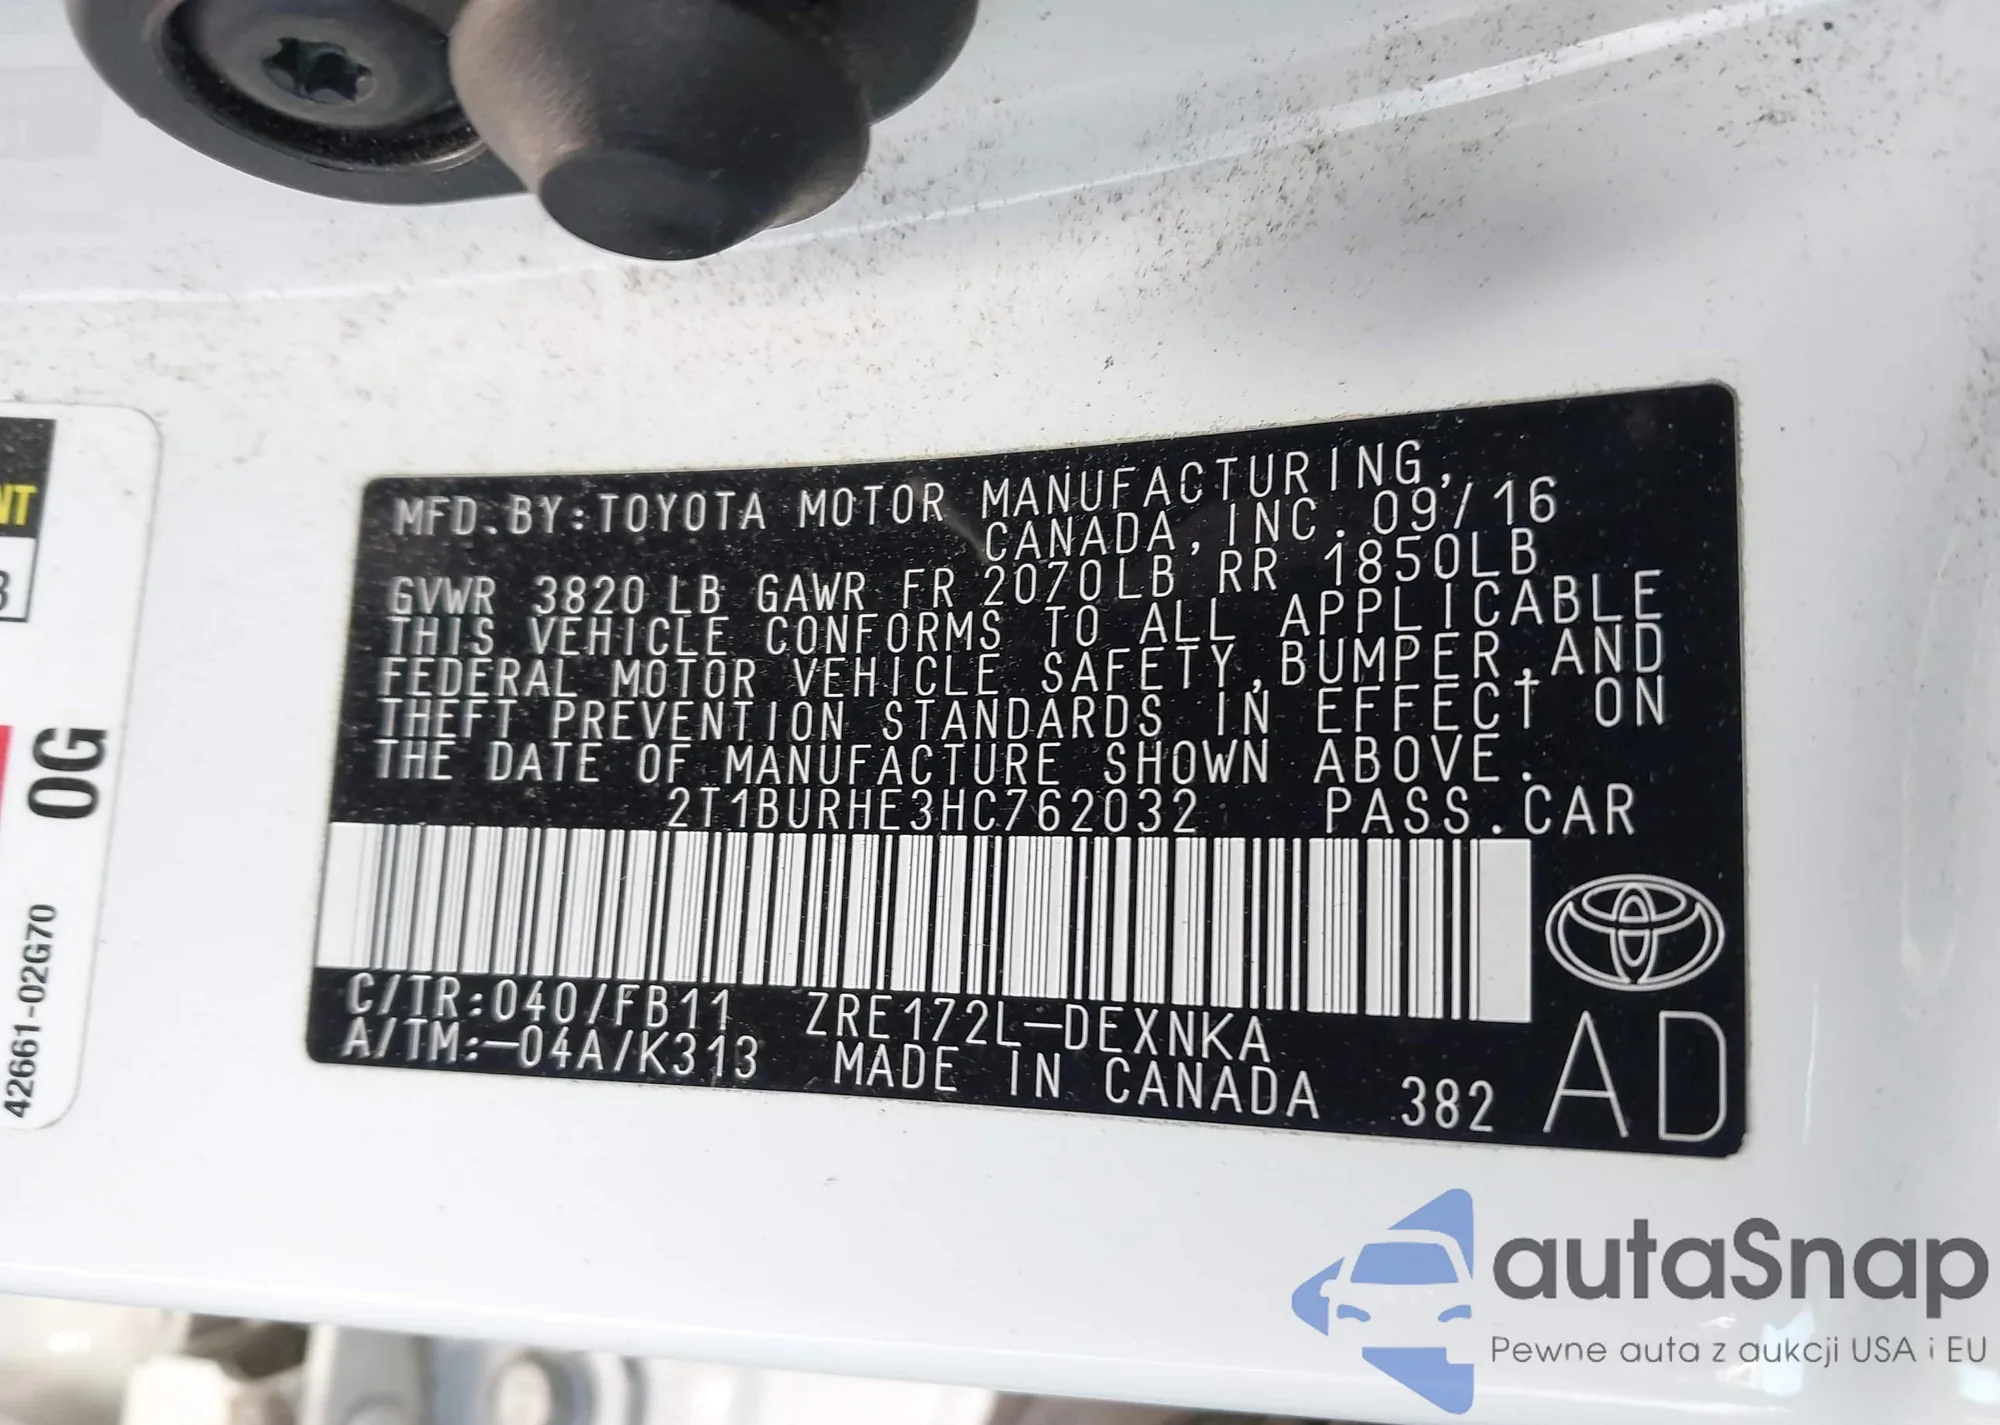 MFD.BY:TOYOTA MOTOR MANUFACTURING,
CANADA,INC.09/16
GVWR 3820LB GAWR FR 2070LB RR 1850LB
THIS VEHICLE CONFORMS TO ALL APPLICABLE
FEDERAL MOTOR VEHICLE SAFETY,BUMPER,AND
THEFT PREVENTION STANDARDS IN EFFECT ON
THE DATE OF MANUFACTURE SHOWN ABOVE.
2T1BURHE3HC762032 PASS.CAR
C/TR:040/FB11 ZRE172L-DEXNKA
A/TM:-04A/K313 MADE IN CANADA 382 AD
NT
0G
42661-02G70
autaSnap
Pewne auta z aukcji USA i EU